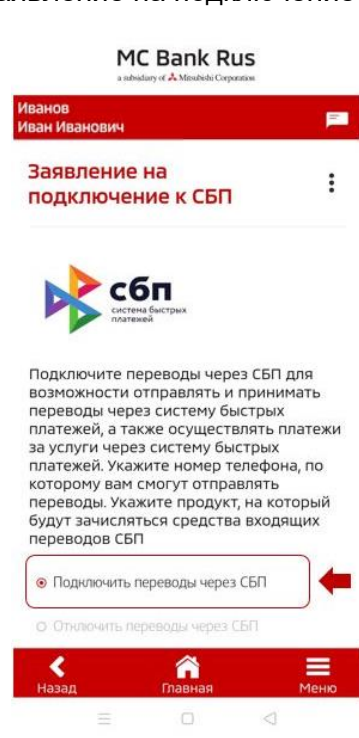 MC Bank Rus
a subsidiary of Mitsubishi Corporation
Иванов
Иван Иванович
Заявление на
подключение к СБП
сбп
система быстрых
платежей
Подключите переводы через СБП для
возможности отправлять и принимать
переводы через систему быстрых
платежей, а также осуществлять платежи
за услуги через систему быстрых
платежей. Укажите номер телефона, по
которому вам смогут отправлять
переводы. Укажите продукт, на который
будут зачисляться средства входящих
переводов СБП
Подключить переводы через СБП
Отключить переводы через СБП
Назад Главная Меню